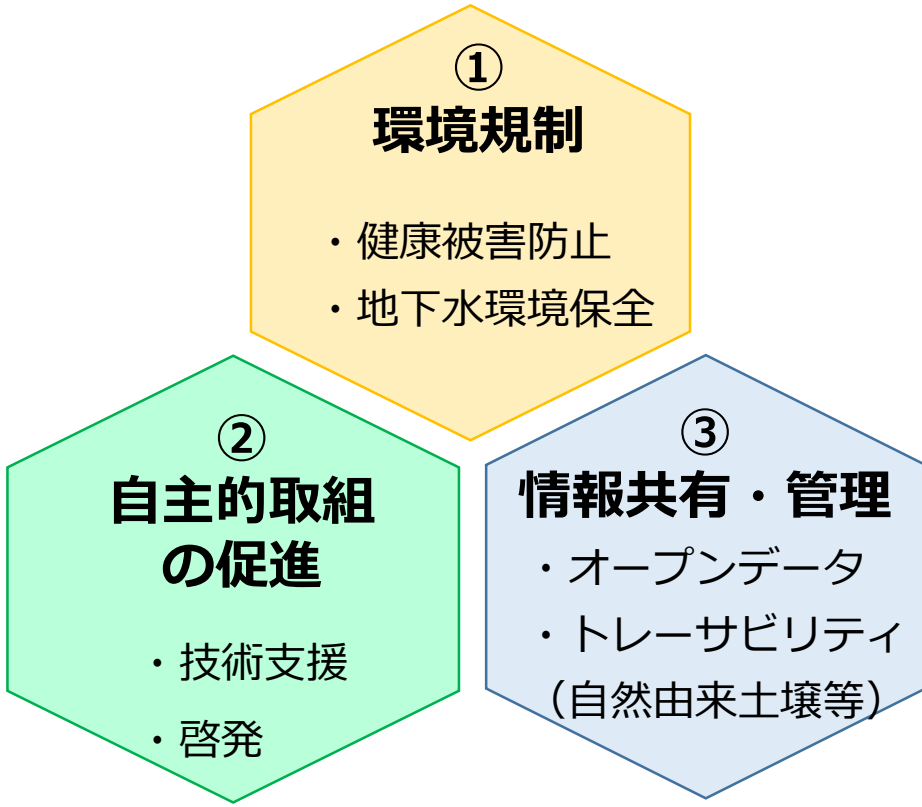 ①
環境規制
・健康被害防止
・地下水環境保全
②
自主的取組
の促進
・技術支援
・啓発
③
情報共有・管理
・オープンデータ
・トレーサビリティ
（自然由来土壌等）